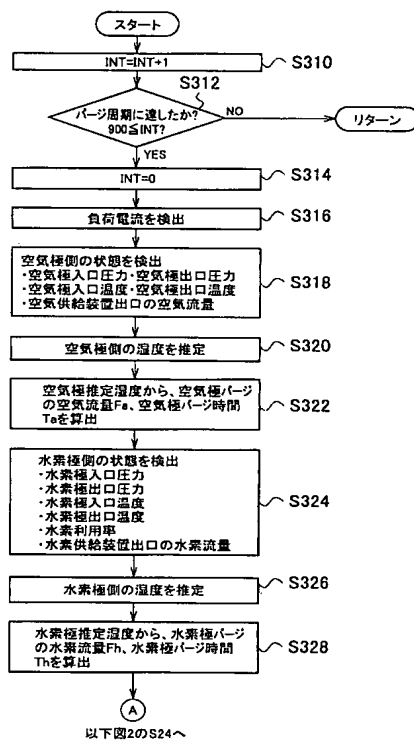 スタート
INT=INT+1
S310
S312
パージ周期に達したか?
900≦INT?
NO
リターン
YES
INT=0
S314
負荷電流を検出
S316
空気極側の状態を検出
・空気極入口圧力・空気極出口圧力
・空気極入口温度・空気極出口温度
・空気供給装置出口の空気流量
S318
空気極側の湿度を推定
S320
空気極推定湿度から、空気極パージ
の空気流量Fa、空気極パージ時間
Taを算出
S322
水素極側の状態を検出
・水素極入口圧力
・水素極出口圧力
・水素極入口温度
・水素極出口温度
・水素利用率
・水素供給装置出口の水素流量
S324
水素極側の湿度を推定
S326
水素極推定湿度から、水素極パージ
の水素流量Fh、水素極パージ時間
Thを算出
S328
A
以下図2のS24へ